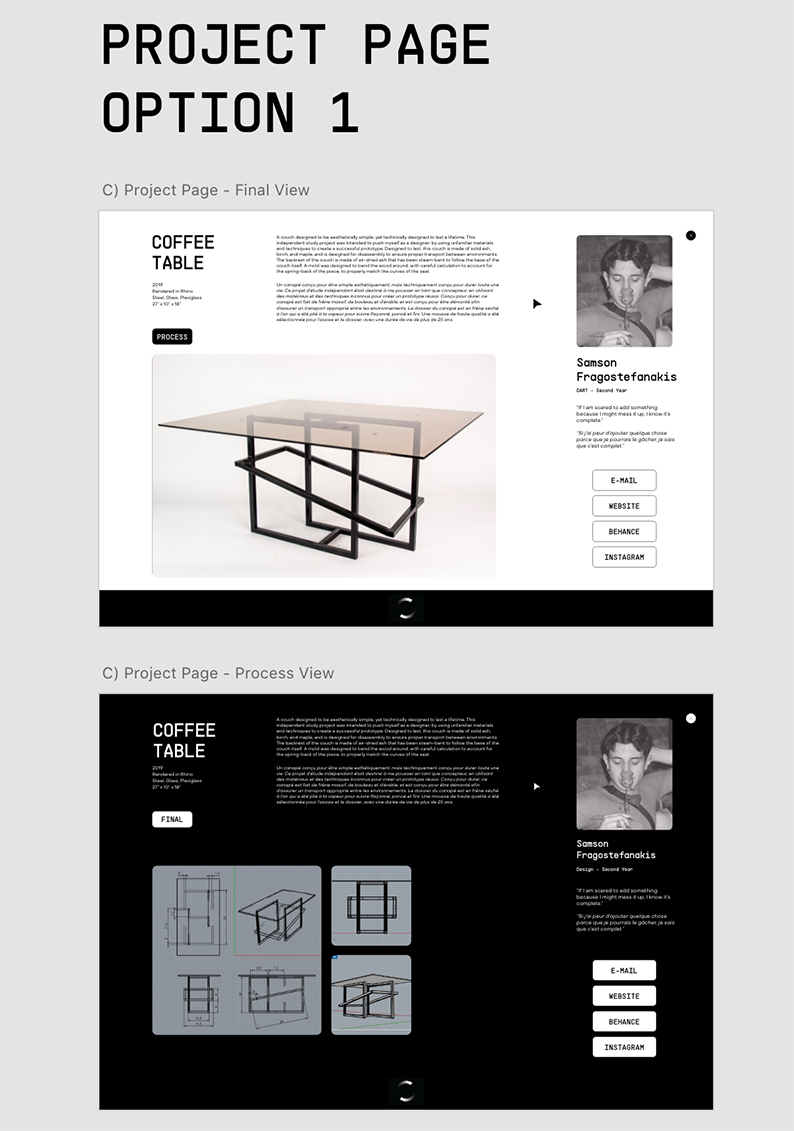 PROJECT PAGE
OPTION 1
C) Project Page - Final View
COFFEE
TABLE
2019
Rendered in Rhino
Steel, Glass, Plexiglass
27" x 10" x 18"
PROCESS
A couch designed to be aesthetically simple, yet technically designed to last a lifetime. This
independent study project was intended to push myself as a designer, by using unfamiliar materials
and techniques to create a successful prototype. Designed to last, this couch is made of solid ash,
birch, and maple, and is designed for disassembly to ensure proper transport between environments.
The backrest of the couch is made of air-dried ash that has been steam-bent to follow the base of the
couch itself. A mold was designed to bend the wood around, with careful calculation to account for
the spring-back of the piece, to properly match the curves of the seat.
Un canapé conçu pour être simple esthétiquement, mais techniquement conçu pour durer toute une
vie. Ce projet d'étude indépendant était destiné à me pousser en tant que concepteur, en utilisant
des matériaux et des techniques inconnus pour créer un prototype réussi. Conçu pour durer, ce
canapé est fait de frêne massif, de bouleau et d'érable, et est conçu pour être démonté afin
d'assurer un transport approprié entre les environnements. Le dossier du canapé est en frêne séché
à l'air qui a été plié à la vapeur pour suivre
sélectionnée pour l'assise et le dossier, avec une durée de vie de plus de 25 ans.
Samson
Fragostefanakis
DART - Second Year
"If I am scared to add something
because I might mess it up, I know it's
complete."
"Si j'ai peur d'ajouter quelque chose
parce que je pourrais le gâcher, je sais
que c'est complet."
E-MAIL
WEBSITE
BEHANCE
INSTAGRAM
C) Project Page - Process View
COFFEE
TABLE
2019
Rendered in Rhino
Steel, Glass, Plexiglass
27" x 10" x 18"
FINAL
A couch designed to be aesthetically simple, yet technically designed to last a lifetime. This
independent study project was intended to push myself as a designer, by using unfamiliar materials
and techniques to create a successful prototype. Designed to last, this couch is made of solid ash,
birch, and maple, and is designed for disassembly to ensure proper transport between environments.
The backrest of the couch is made of air-dried ash that has been steam-bent to follow the base of the
couch itself. A mold was designed to bend the wood around, with careful calculation to account for
the spring-back of the piece, to properly match the curves of the seat.
Un canapé conçu pour être simple esthétiquement, mais techniquement conçu pour durer toute une
vie. Ce projet d'étude indépendant était destiné à me pousser en tant que concepteur, en utilisant
des matériaux et des techniques inconnus pour créer un prototype réussi. Conçu pour durer, ce
canapé est fait de frêne massif, de bouleau et d'érable, et est conçu pour être démonté afin
d'assurer un transport approprié entre les environnements. Le dossier du canapé est en frêne séché
à l'air qui a été plié à la vapeur pour suivre
sélectionnée pour l'assise et le dossier, avec une durée de vie de plus de 25 ans.
Samson
Fragostefanakis
Design - Second Year
"If I am scared to add something
because I might mess it up, I know it's
complete."
"Si j'ai peur d'ajouter quelque chose
parce que je pourrais le gâcher, je sais
que c'est complet."
E-MAIL
WEBSITE
BEHANCE
INSTAGRAM